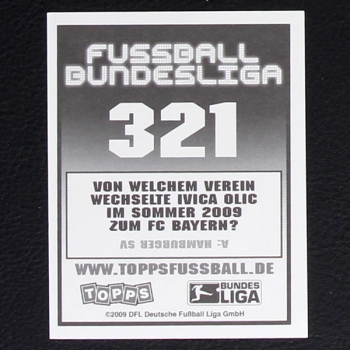 FUSSBALL
BUNDESLIGA
321
VON WELCHEM VEREIN
WECHSELTE IVICA OLIC
IM SOMMER 2009
ZUM FC BAYERN?
A: HAMBURGER SV
WWW.TOPPSFUSSBALL.DE
TOPPS
BUNDES
LIGA
©2009 DFL Deutsche Fußball Liga GmbH